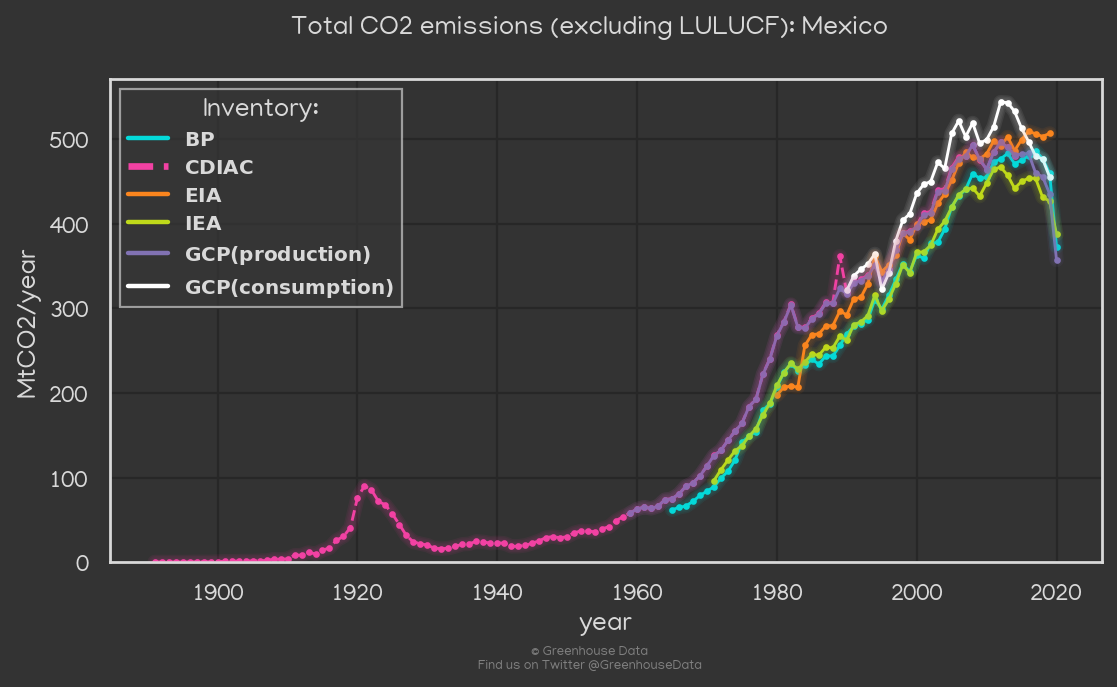 Total CO2 emissions (excluding LULUCF): Mexico
Inventory:
BP
CDIAC
EIA
IEA
GCP(production)
GCP(consumption)
MtCO2/year
500
400
300
200
100
0
1900
1920
1940
1960
1980
2000
2020
year
© Greenhouse Data
Find us on Twitter @GreenhouseData